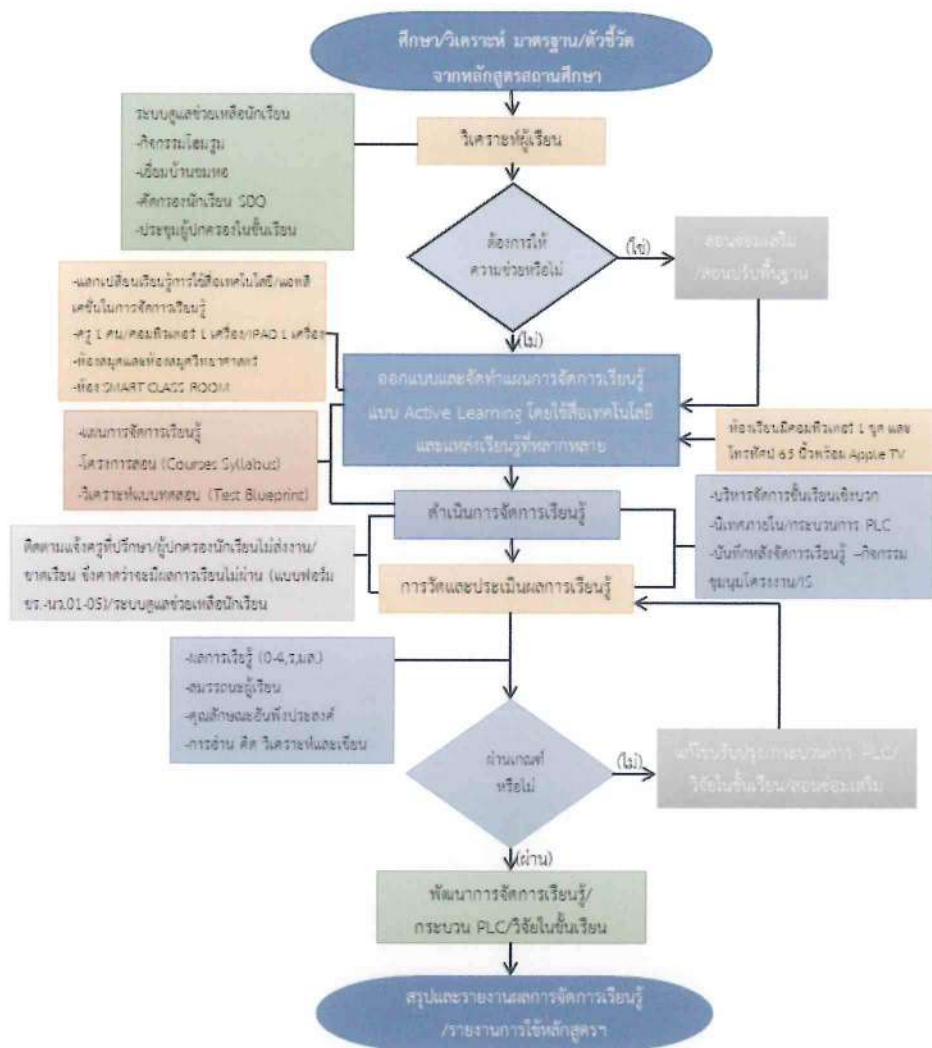 ศึกษา/วิเคราะห์ มาตรฐาน/ตัวชี้วัด
จากหลักสูตรสถานศึกษา
ระบบดูแลช่วยเหลือนักเรียน
-กิจกรรมโฮมรูม
-เยี่ยมบ้านชมหอ
-คัดกรองนักเรียน SDQ
-ประชุมผู้ปกครองในชั้นเรียน
วิเคราะห์ผู้เรียน
ต้องการให้
ความช่วยหรือไม่
(ใช่)
สอนซ่อมเสริม
/สอนปรับพื้นฐาน
(ไม่)
-แลกเปลี่ยนเรียนรู้การใช้สื่อเทคโนโลยี/แอพลิ
เคชั่นในการจัดการเรียนรู้
-ครู 1 คน/คอมพิวเตอร์ 1 เครื่อง/IPAD 1 เครื่อง
-ห้องสมุดและห้องสมุดวิทยาศาสตร์
-ห้อง SMART CLASS ROOM
ออกแบบและจัดทำแผนการจัดการเรียนรู้
แบบ Active Learning โดยใช้สื่อเทคโนโลยี
และแหล่งเรียนรู้ที่หลากหลาย
ห้องเรียนมีคอมพิวเตอร์ 1 ชุด และ
โทรทัศน์ 65 นิ้วพร้อม Apple TV
-แผนการจัดการเรียนรู้
-โครงการสอน (Courses Syllabus)
-วิเคราะห์แบบทดสอบ (Test Blueprint)
ดำเนินการจัดการเรียนรู้
-บริหารจัดการชั้นเรียนเชิงบวก
-นิเทศภายใน/กระบวนการ PLC
-บันทึกหลังจัดการเรียนรู้ –กิจกรรม
ชุมนุมโครงงาน/IS
ติดตามแจ้งครูที่ปรึกษา/ผู้ปกครองนักเรียนไม่ส่งงาน/
ขาดเรียน ซึ่งคาดว่าจะมีผลการเรียนไม่ผ่าน (แบบฟอร์ม
ยร.-นว.01-05)/ระบบดูแลช่วยเหลือนักเรียน
การวัดและประเมินผลการเรียนรู้
-ผลการเรียรู้ (0-4,ร,มส.)
-สมรรถนะผู้เรียน
-คุณลักษณะอันพึงประสงค์
-การอ่าน คิด วิเคราะห์และเขียน
ผ่านเกณฑ์
หรือไม่
(ไม่)
แก้ไขปรับปรุง/กระบวนการ PLC/
วิจัยในชั้นเรียน/สอนซ่อมเสริม
(ผ่าน)
พัฒนาการจัดการเรียนรู้/
กระบวน PLC/วิจัยในชั้นเรียน
สรุปและรายงานผลการจัดการเรียนรู้
/รายงานการใช้หลักสูตรฯ